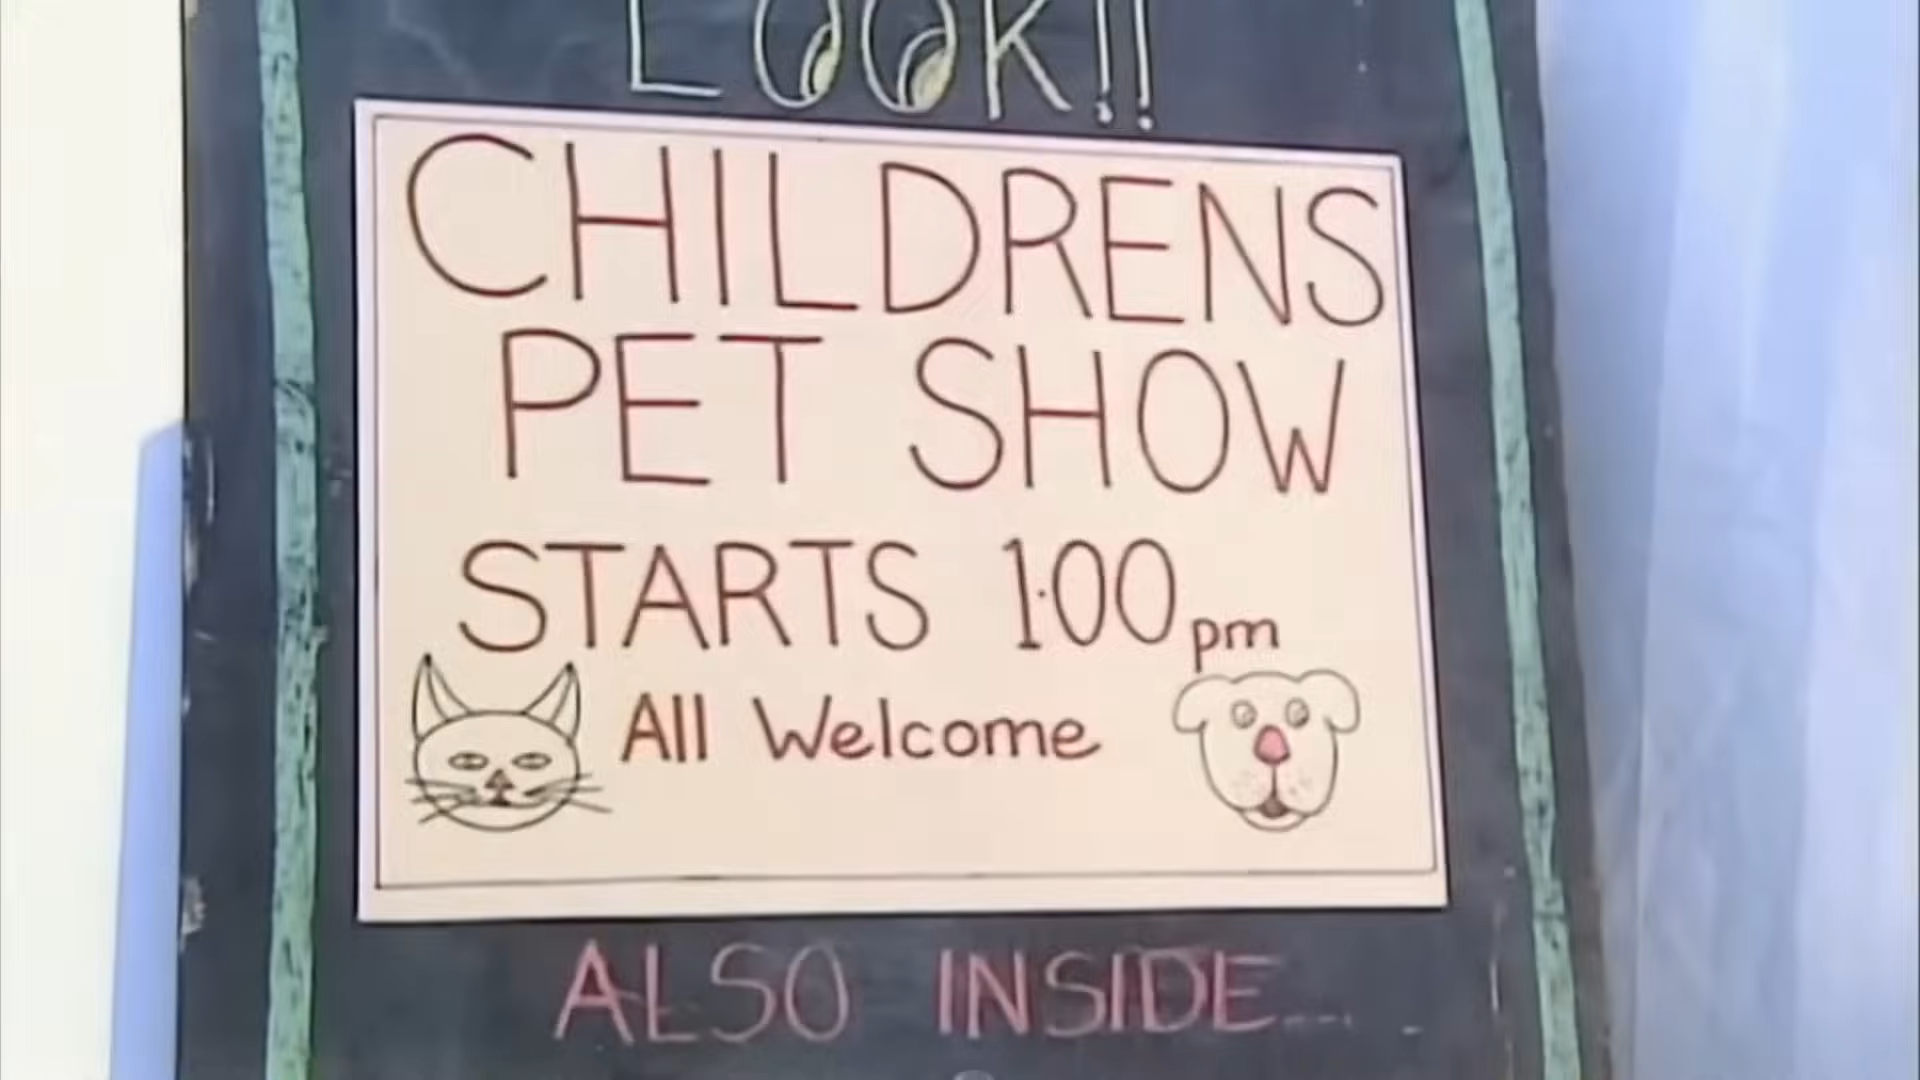 LOOK!!
CHILDRENS
PET SHOW
STARTS 1·00 pm
All Welcome
ALSO INSIDE....